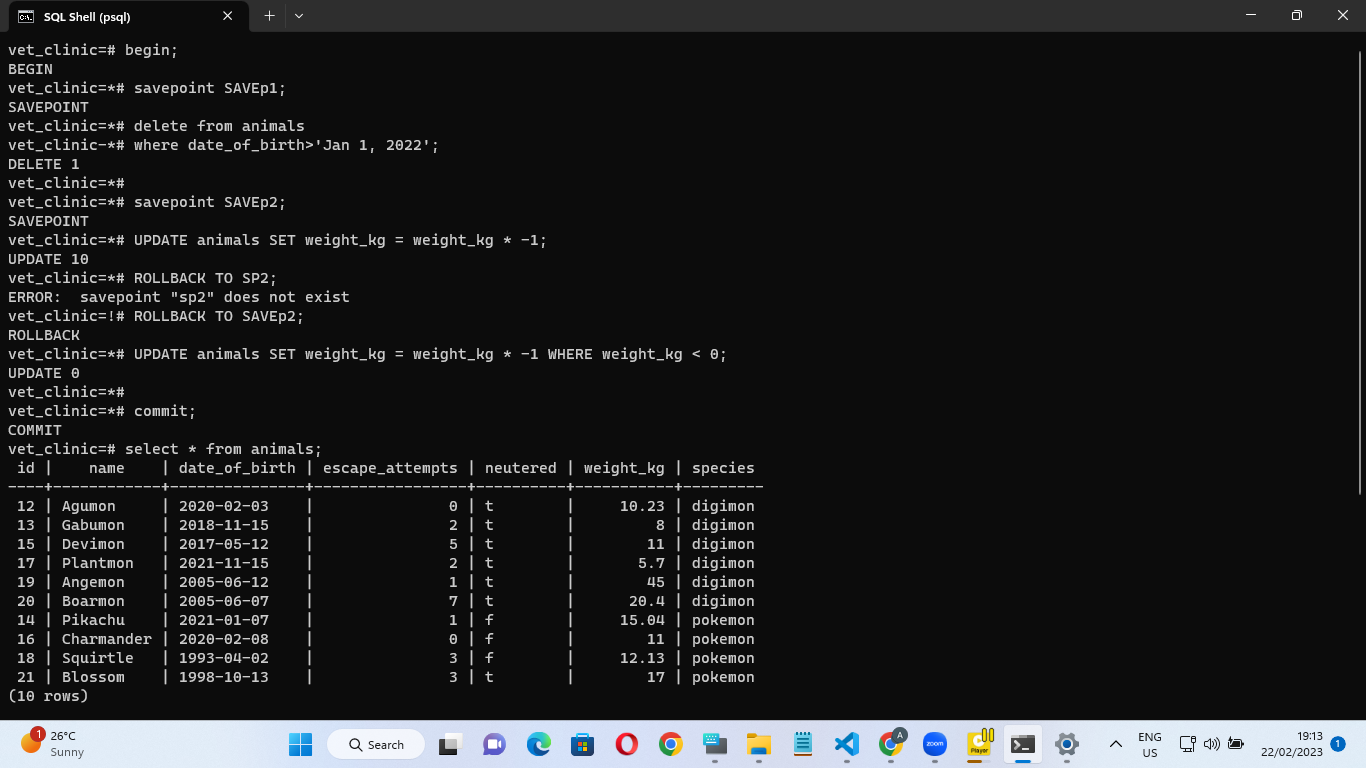 SQL Shell (psql)
vet_clinic=# begin;
BEGIN
vet_clinic=*# savepoint SAVEp1;
SAVEPOINT
vet_clinic=*# delete from animals
vet_clinic-*# where date_of_birth>'Jan 1, 2022';
DELETE 1
vet_clinic=*#
vet_clinic=*# savepoint SAVEp2;
SAVEPOINT
vet_clinic=*# UPDATE animals SET weight_kg = weight_kg * -1;
UPDATE 10
vet_clinic=*# ROLLBACK TO SP2;
ERROR:  savepoint "sp2" does not exist
vet_clinic=!# ROLLBACK TO SAVEp2;
ROLLBACK
vet_clinic=*# UPDATE animals SET weight_kg = weight_kg * -1 WHERE weight_kg < 0;
UPDATE 0
vet_clinic=*#
vet_clinic=*# commit;
COMMIT
vet_clinic=# select * from animals;
 id |    name    | date_of_birth | escape_attempts | neutered | weight_kg | species
----+------------+---------------+-----------------+----------+-----------+---------
 12 | Agumon     | 2020-02-03    |               0 | t        |     10.23 | digimon
 13 | Gabumon    | 2018-11-15    |               2 | t        |         8 | digimon
 15 | Devimon    | 2017-05-12    |               5 | t        |        11 | digimon
 17 | Plantmon   | 2021-11-15    |               2 | t        |       5.7 | digimon
 19 | Angemon    | 2005-06-12    |               1 | t        |        45 | digimon
 20 | Boarmon    | 2005-06-07    |               7 | t        |      20.4 | digimon
 14 | Pikachu    | 2021-01-07    |               1 | f        |     15.04 | pokemon
 16 | Charmander | 2020-02-08    |               0 | f        |        11 | pokemon
 18 | Squirtle   | 1993-04-02    |               3 | f        |     12.13 | pokemon
 21 | Blossom    | 1998-10-13    |               3 | t        |        17 | pokemon
(10 rows)
1
26°C
Sunny
Search
A
zoom
Player
ENG
US
19:13
22/02/2023
1